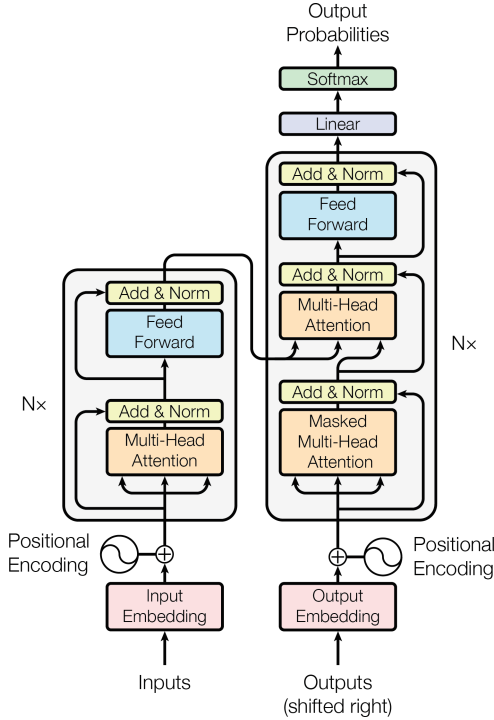 Output
Probabilities
Softmax
Linear
Add & Norm
Feed
Forward
Add & Norm
Multi-Head
Attention
Add & Norm
Masked
Multi-Head
Attention
N×
Add & Norm
Feed
Forward
Add & Norm
Multi-Head
Attention
N×
Positional
Encoding
Positional
Encoding
Input
Embedding
Output
Embedding
Inputs
Outputs
(shifted right)